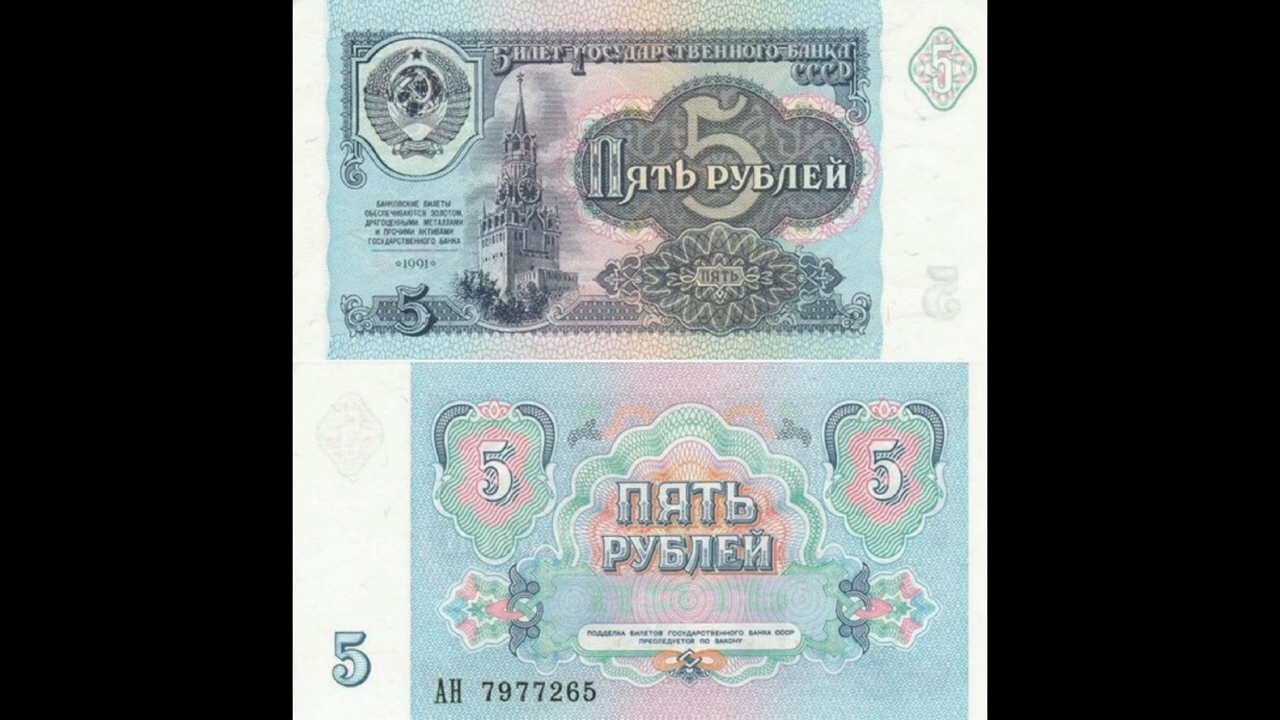 Билет Государственного Банка
СССР
5
5
Пять рублей
Банковские билеты
обеспечиваются золотом,
драгоценными металлами
и прочими активами
Государственного банка
1991
ПЯТЬ
5
5
5
ПЯТЬ
РУБЛЕЙ
ПОДДЕЛКА БИЛЕТОВ ГОСУДАРСТВЕННОГО БАНКА СССР
ПРЕСЛЕДУЕТСЯ ПО ЗАКОНУ
5
АН 7977265